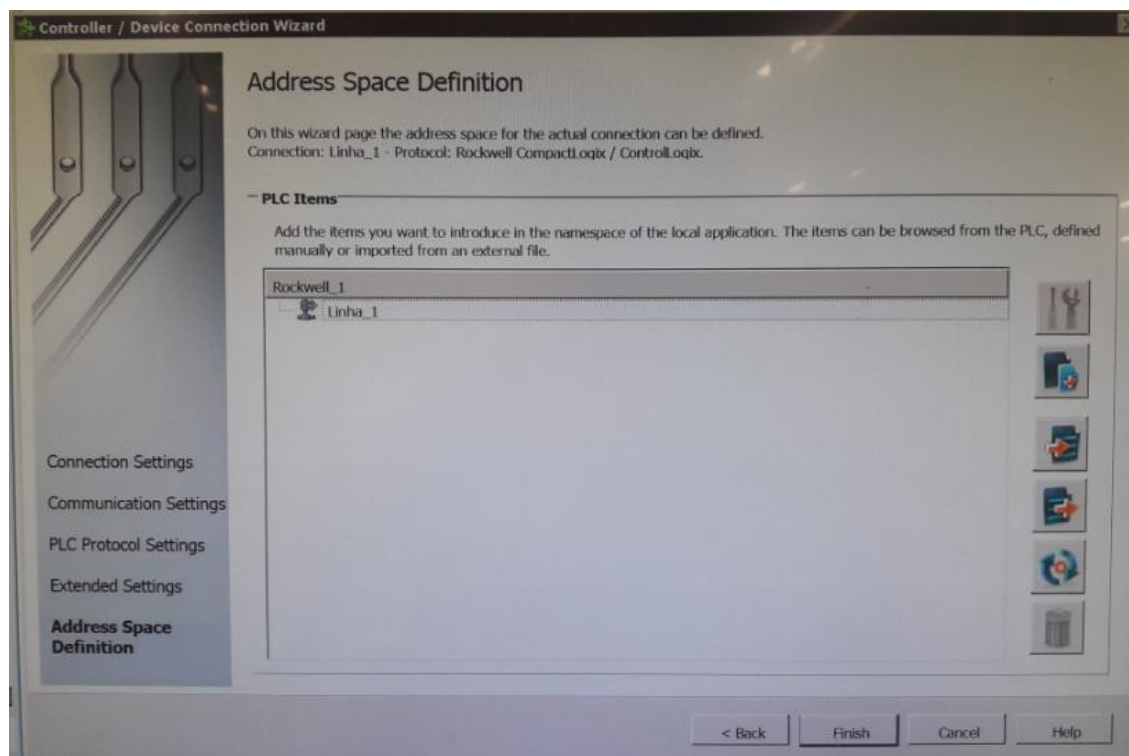 Controller / Device Connection Wizard
Address Space Definition
On this wizard page the address space for the actual connection can be defined.
Connection: Linha_1 - Protocol: Rockwell CompactLogix / ControlLogix.
PLC Items
Add the items you want to introduce in the namespace of the local application. The items can be browsed from the PLC, defined
manually or imported from an external file.
Rockwell_1
Linha_1
Connection Settings
Communication Settings
PLC Protocol Settings
Extended Settings
Address Space
Definition
< Back
Finish
Cancel
Help